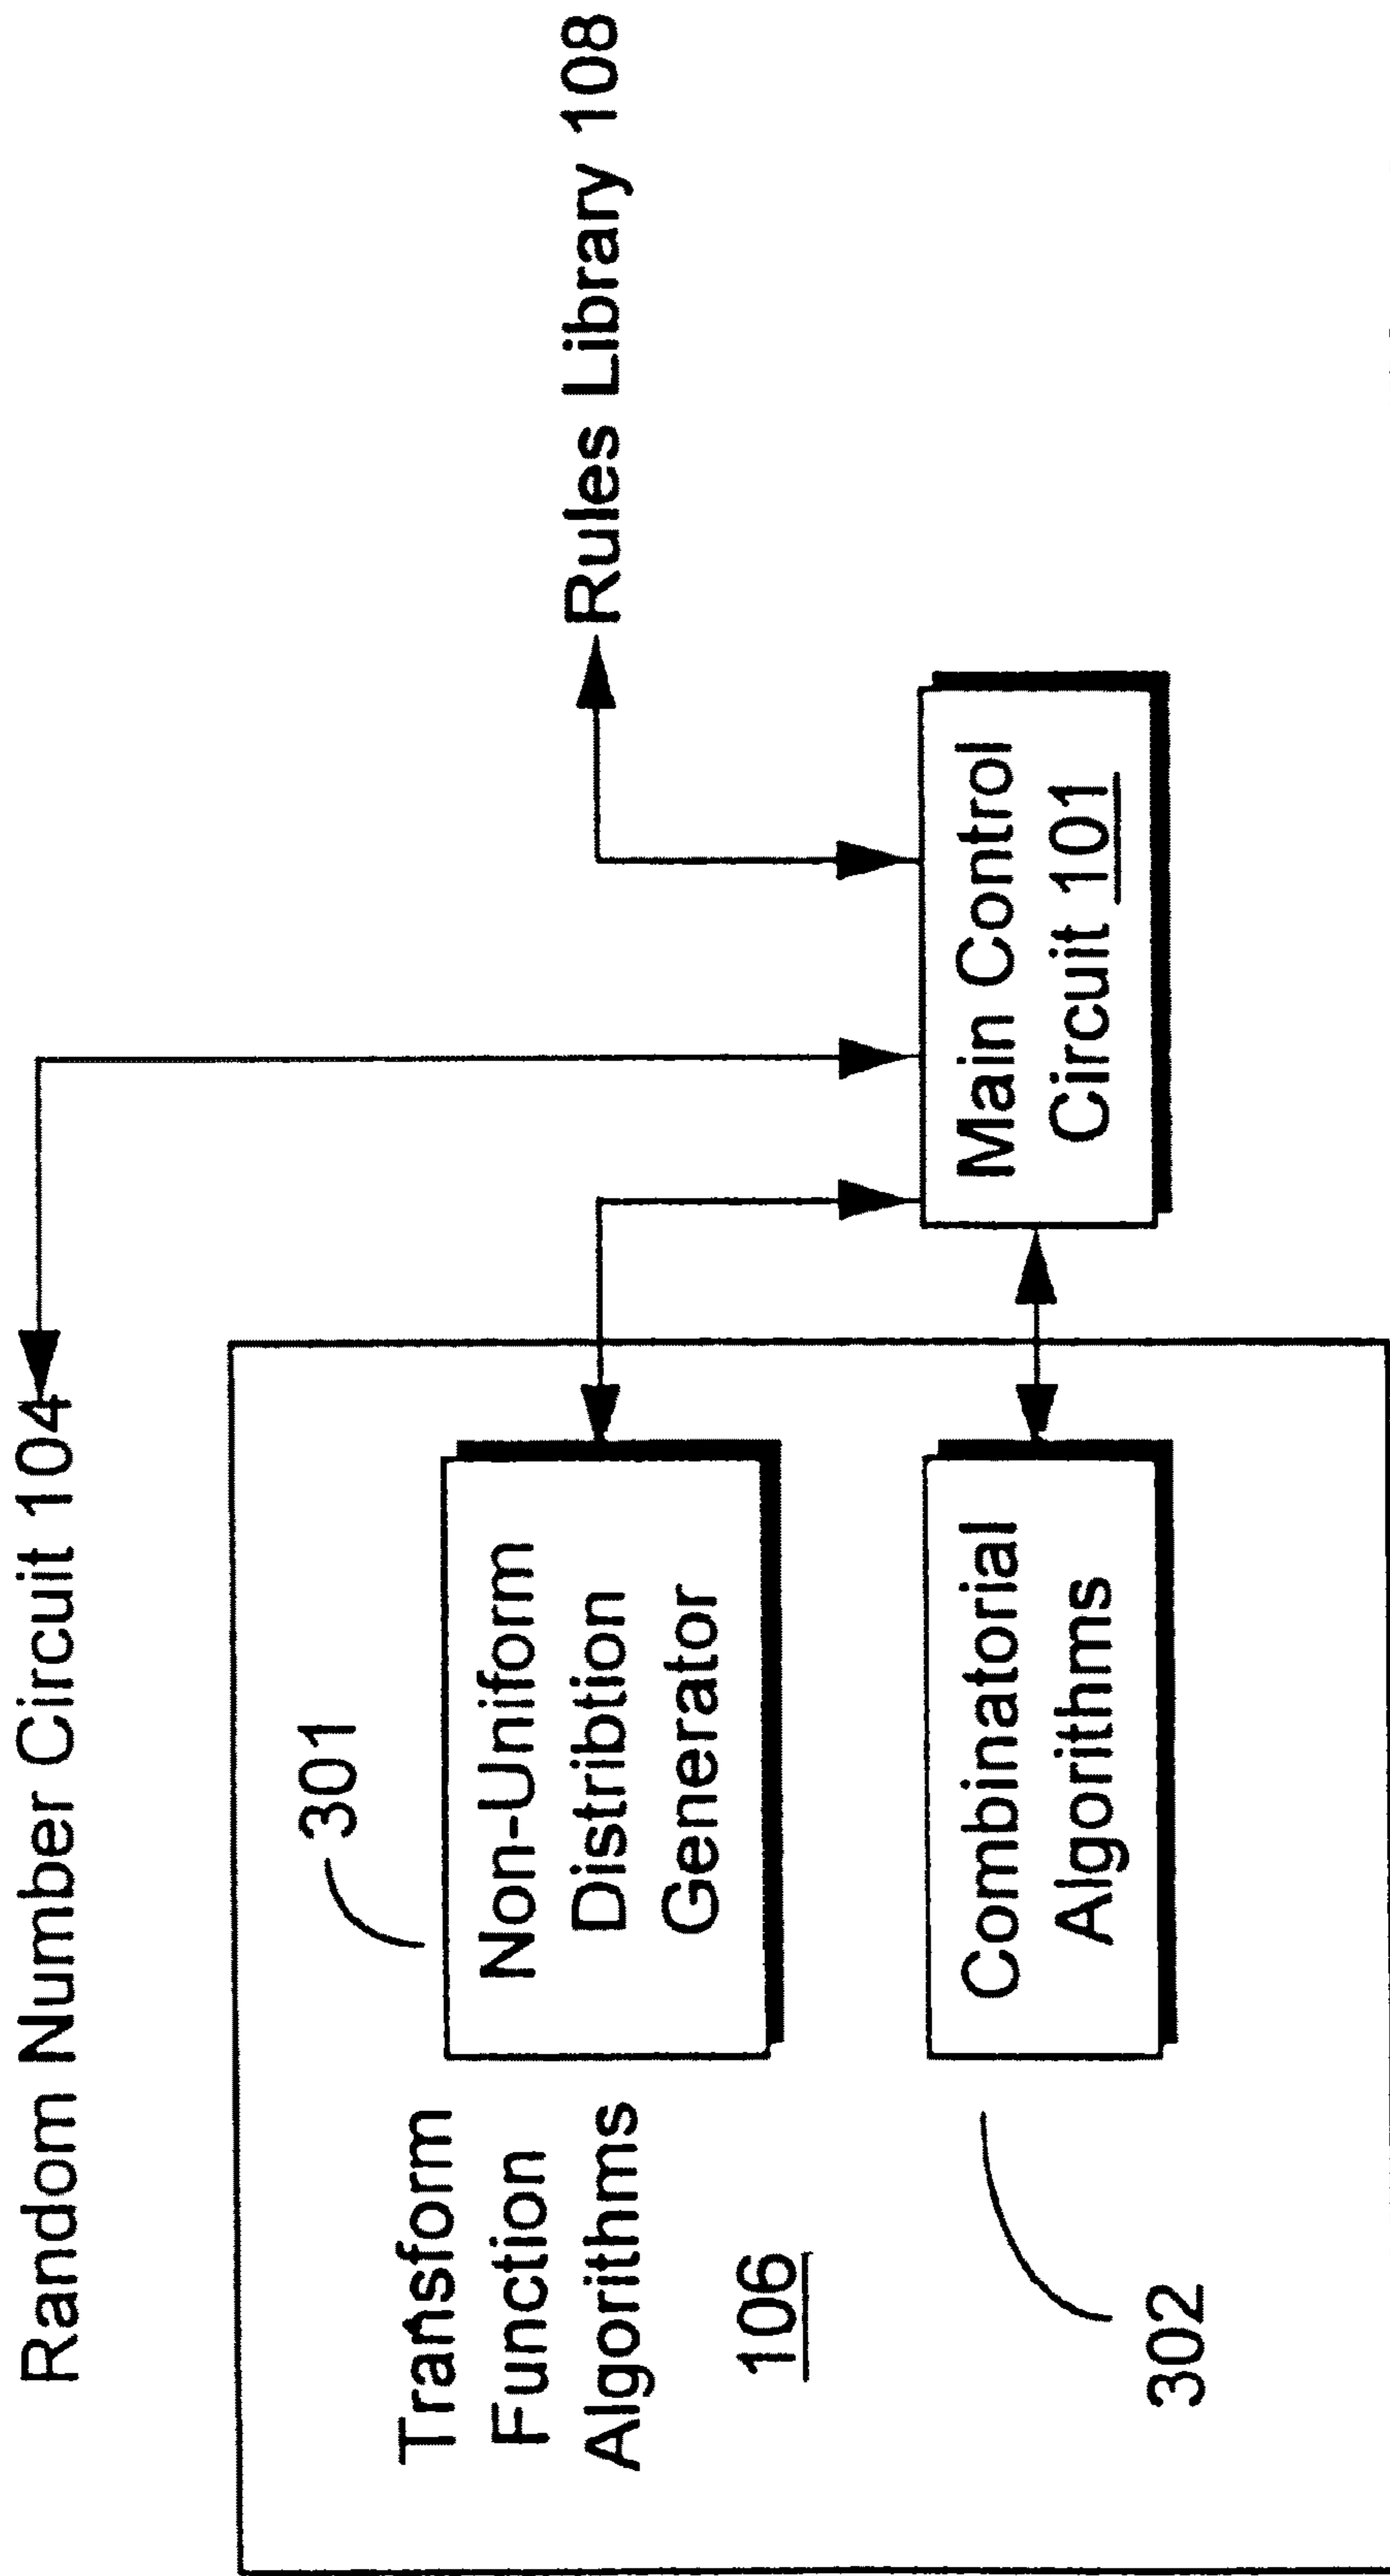 Random Number Circuit 104
Rules Library 108
Transform
Function
Algorithms
106
301
Non-Uniform
Distribtion
Generator
302
Combinatorial
Algorithms
Main Control
Circuit 101